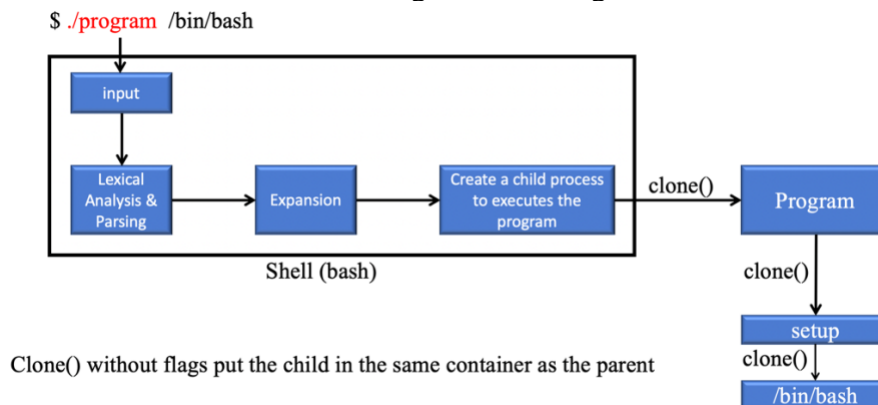 $ ./program /bin/bash
input
Lexical
Analysis &
Parsing
Expansion
Create a child process
to executes the
program
clone()
Program
Shell (bash)
clone()
setup
Clone() without flags put the child in the same container as the parent
clone()
/bin/bash